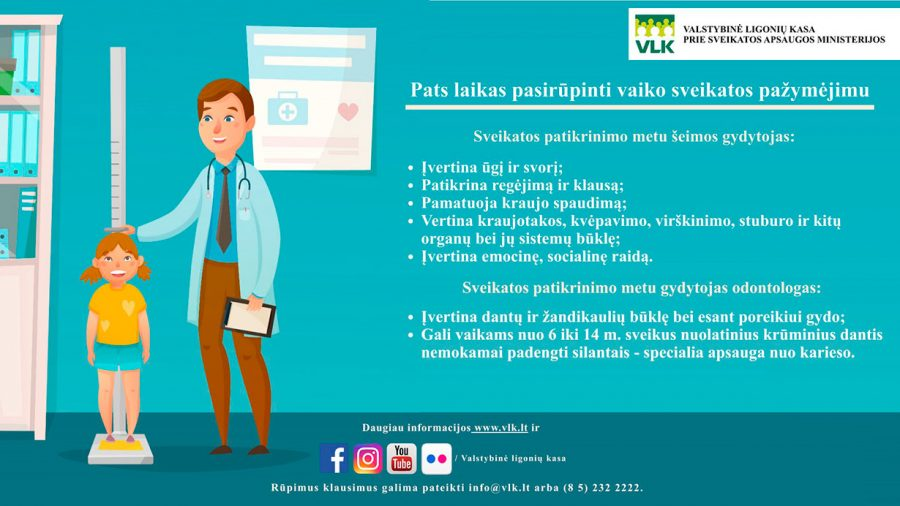 VLK
VALSTYBINĖ LIGONIŲ KASA
PRIE SVEIKATOS APSAUGOS MINISTERIJOS
Pats laikas pasirūpinti vaiko sveikatos pažymėjimu
Sveikatos patikrinimo metu šeimos gydytojas:
• Įvertina ūgį ir svorį;
• Patikrina regėjimą ir klausą;
• Pamatuoja kraujo spaudimą;
• Vertina kraujotakos, kvėpavimo, virškinimo, stuburo ir kitų
organų bei jų sistemų būklę;
• Įvertina emocinę, socialinę raidą.
Sveikatos patikrinimo metu gydytojas odontologas:
• Įvertina dantų ir žandikaulių būklę bei esant poreikiui gydo;
• Gali vaikams nuo 6 iki 14 m. sveikus nuolatinius krūminius dantis
nemokamai padengti silantais - specialia apsauga nuo karieso.
Daugiau informacijos www.vlk.lt ir
You
Tube
/ Valstybinė ligonių kasa
Rūpimus klausimus galima pateikti info@vlk.lt arba (8 5) 232 2222.